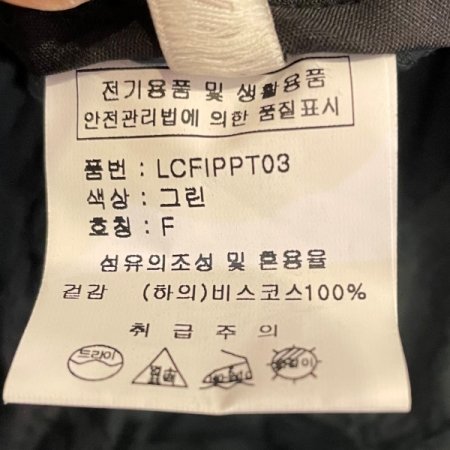 전기용품 및 생활용품
안전관리법에 의한 품질표시
품번 : LCFIPPT03
색상 : 그린
호칭 : F
섬유의조성 및 혼용율
겉감 (하의)비스코스100%
취 급 주 의
드라이